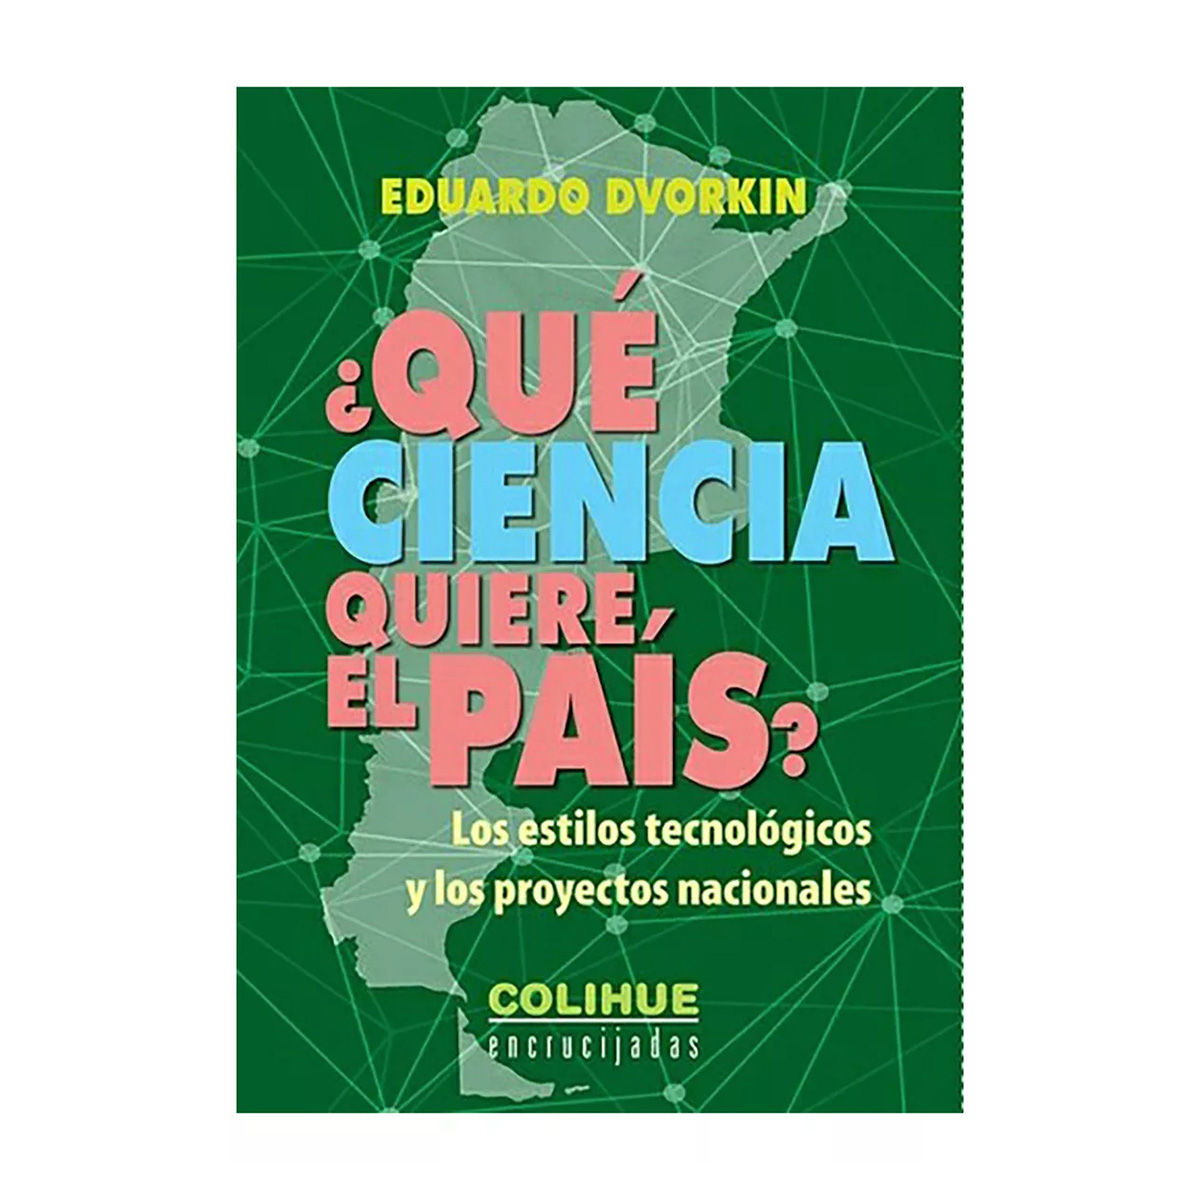 EDUARDO DVORKIN
¿QUÉ
CIENCIA
QUIERE
EL PAÍS?
Los estilos tecnológicos
y los proyectos nacionales
COLIHUE
encrucijadas